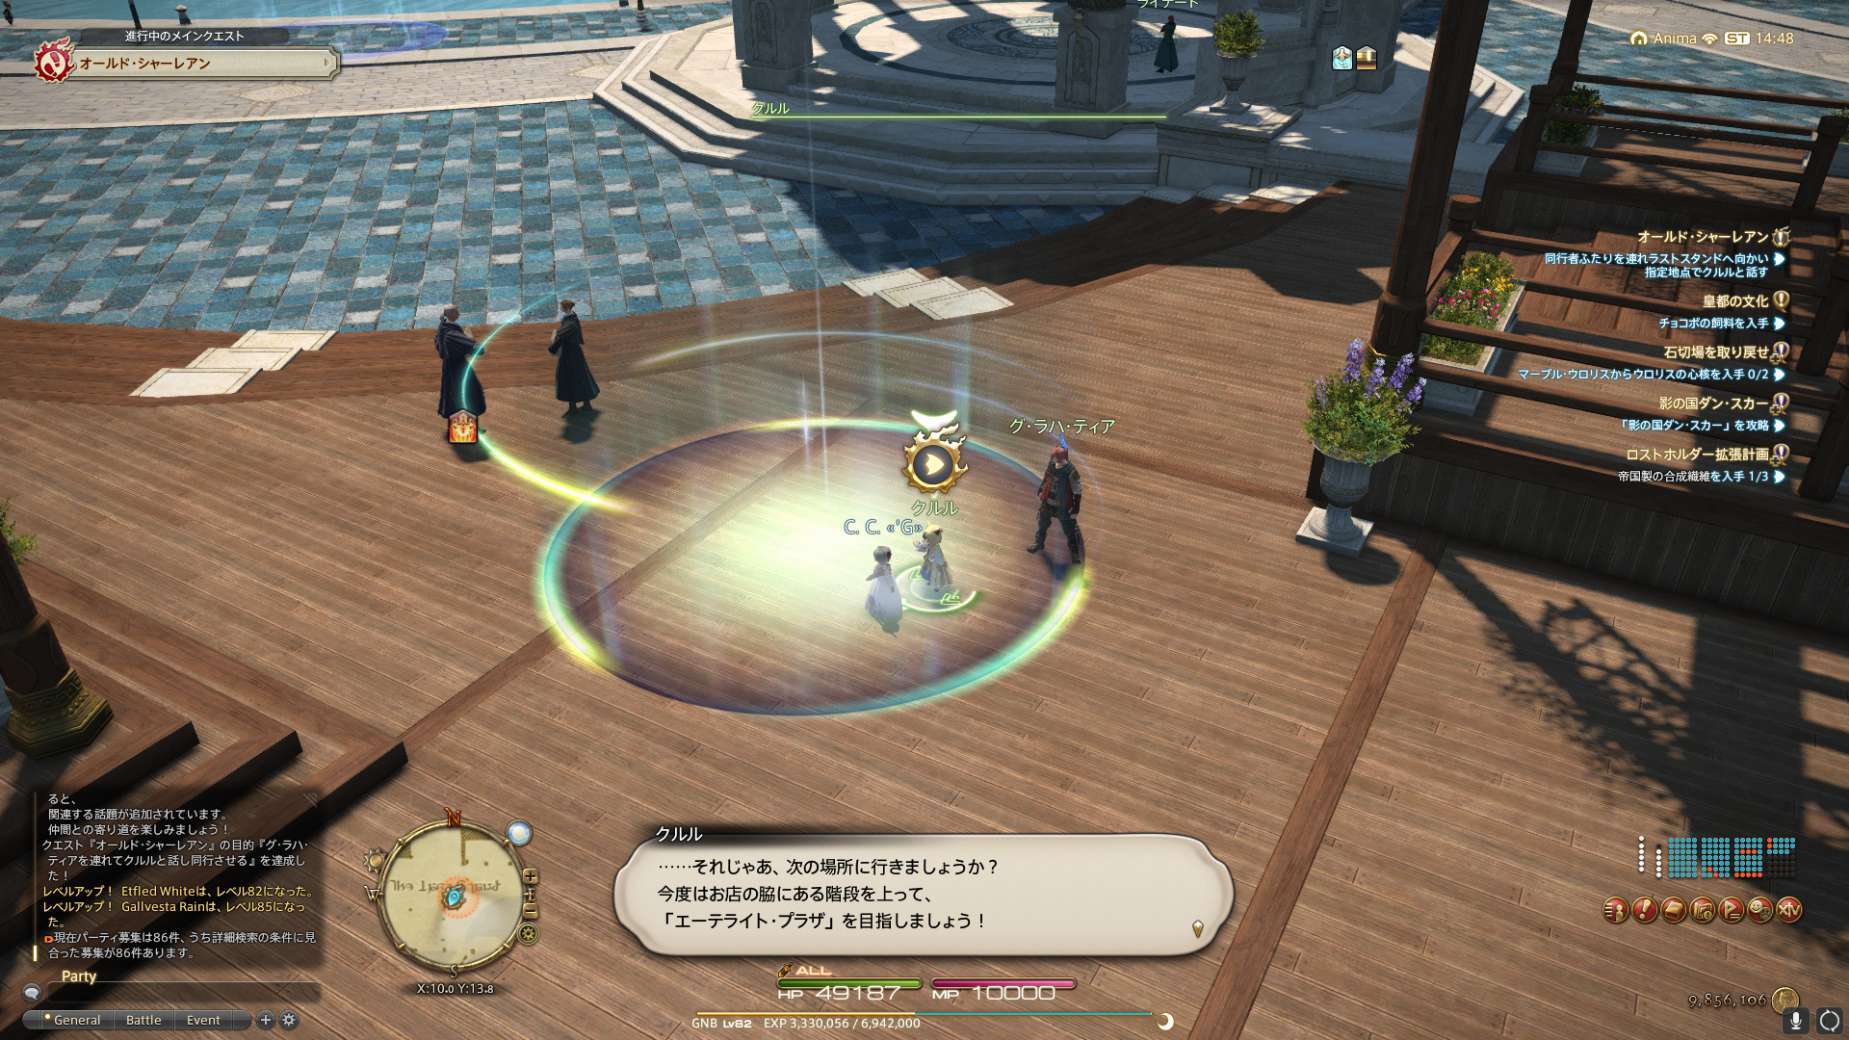 進行中のメインクエスト
オールド・シャーレアン
ライナート
Anima ST 14:48
クルル
オールド・シャーレアン
同行者ふたりを連れラストスタンドへ向かい
指定地点でクルルと話す
皇都の文化
チョコボの飼料を入手
石切場を取り戻せ
マーブル・ウロリスからウロリスの心核を入手 0/2
影の国ダン・スカー
「影の国ダン・スカー」を攻略
ロストホルダー拡張計画
帝国製の合成繊維を入手 1/3
グ・ラハ・ティア
クルル
C. C. «'G»
ると、
関連する話題が追加されています。
仲間との寄り道を楽しみましょう！
クエスト『オールド・シャーレアン』の目的『グ・ラハ・
ティアを連れてクルルと話し同行させる』を達成し
た！
レベルアップ！ Etfled Whiteは、レベル82になった。
レベルアップ！ Gallvesta Rainは、レベル85になっ
た。
現在パーティ募集は86件、うち詳細検索の条件に見
合った募集が86件あります。
Party
General Battle Event
N
The Last Stand
S
X:10.0 Y:13.8
クルル
……それじゃあ、次の場所に行きましょうか？
今度はお店の脇にある階段を上って、
「エーテライト・プラザ」を目指しましょう！
ALL
HP 49187 MP 10000
GNB Lv82 EXP 3,330,056 / 6,942,000
XIV
9,856,106